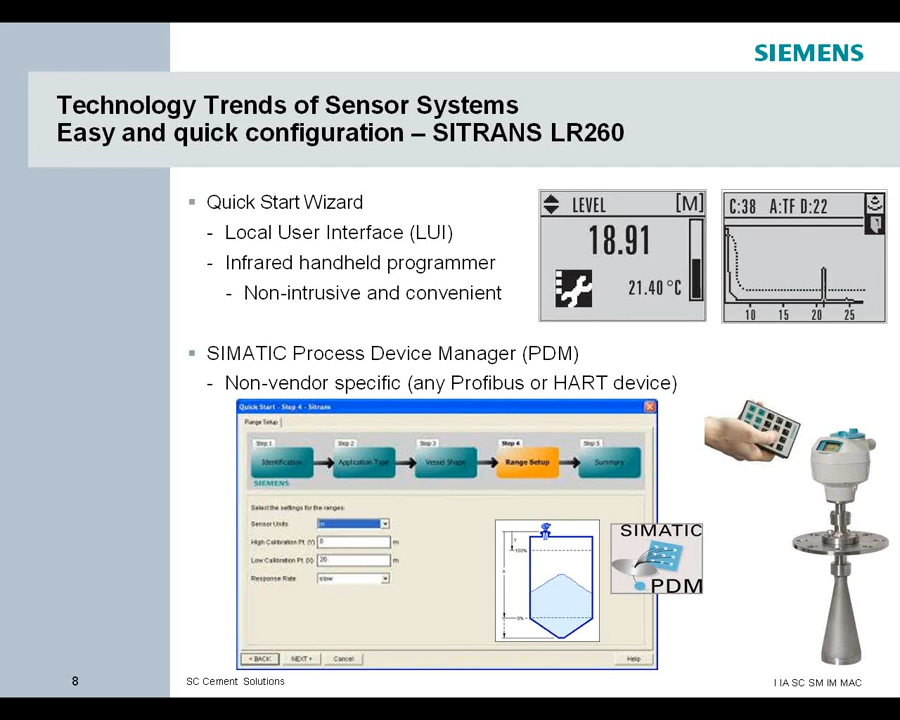 SIEMENS
Technology Trends of Sensor Systems
Easy and quick configuration – SITRANS LR260
▪ Quick Start Wizard
- Local User Interface (LUI)
- Infrared handheld programmer
- Non-intrusive and convenient
LEVEL [M]
18.91
21.40 °C
C:38 A:TF D:22
10 15 20 25
▪ SIMATIC Process Device Manager (PDM)
- Non-vendor specific (any Profibus or HART device)
Quick Start - Step 4 - Sitrans
Range Setup
Step 1 Step 2 Step 3 Step 4 Step 5
Identification Application Type Vessel Shape Range Setup Summary
SIEMENS
Select the settings for the ranges:
Sensor Units m
High Calibration Pt. (Y) 0 m
Low Calibration Pt. (X) 20 m
Response Rate slow
Y
100%
X
0%
< BACK NEXT > Cancel Help
SIMATIC
PDM
8
SC Cement Solutions
I IA SC SM IM MAC